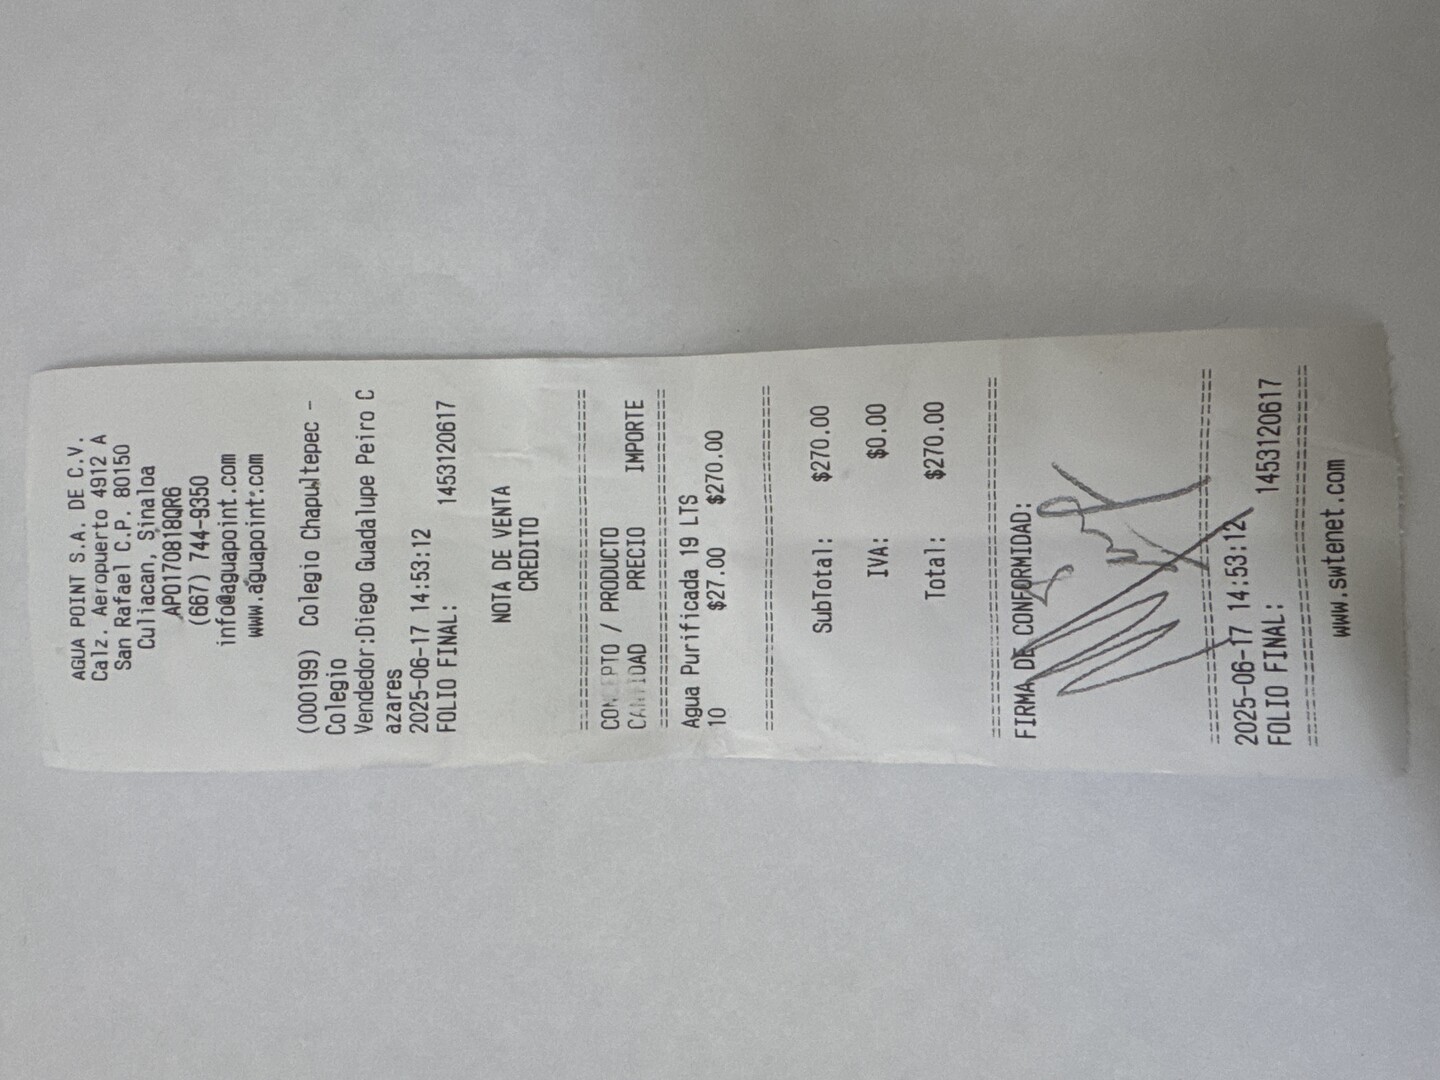 AGUA POINT S.A. DE C.V.
Calz. Aeropuerto 4912 A
San Rafael C.P. 80150
Culiacan, Sinaloa
APO170818QR6
(667) 744-9350
info@aguapoint.com
www.aguapoint.com
(000199) Colegio Chapultepec -
Colegio
Vendedor:Diego Guadalupe Peiro C
azares
2025-06-17 14:53:12
FOLIO FINAL: 1453120617
NOTA DE VENTA
CREDITO
================================
CONCEPTO / PRODUCTO
CANTIDAD PRECIO IMPORTE
================================
Agua Purificada 19 LTS
10 $27.00 $270.00
================================
SubTotal: $270.00
IVA: $0.00
Total: $270.00
================================
FIRMA DE CONFORMIDAD:
================================
2025-06-17 14:53:12
FOLIO FINAL: 1453120617
================================
www.swtenet.com